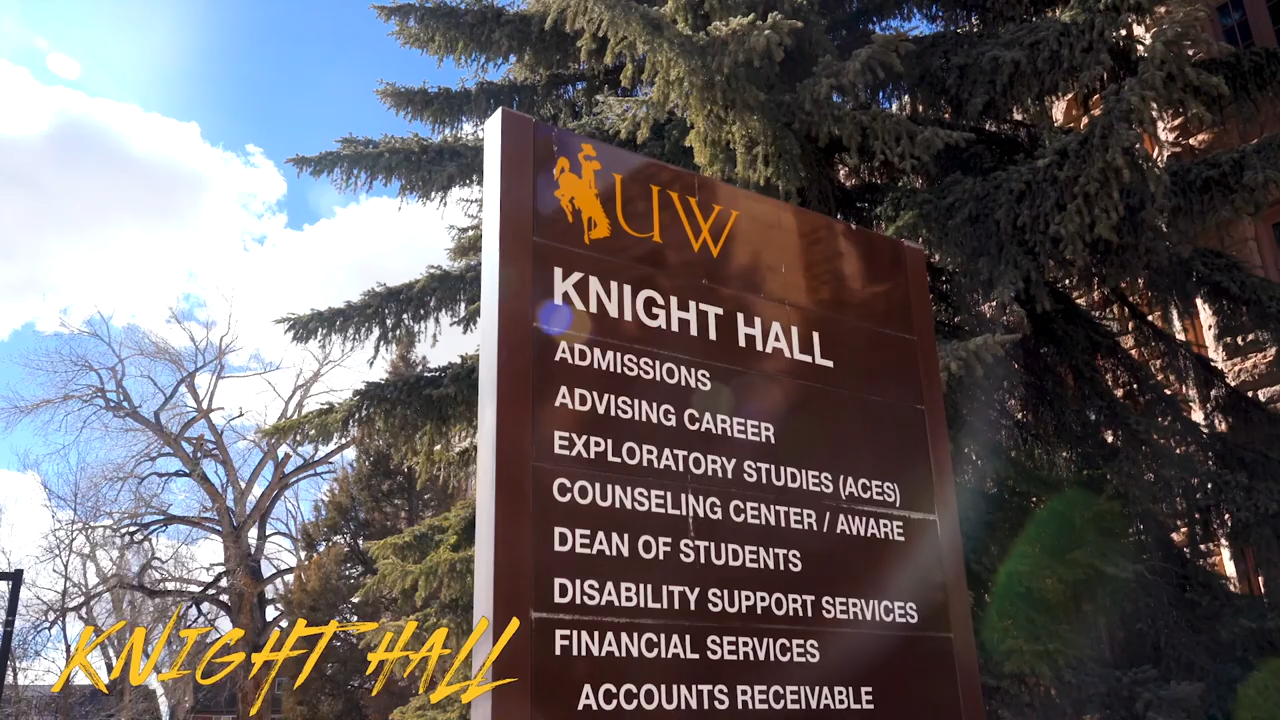 UW
KNIGHT HALL
ADMISSIONS
ADVISING CAREER
EXPLORATORY STUDIES (ACES)
COUNSELING CENTER / AWARE
DEAN OF STUDENTS
DISABILITY SUPPORT SERVICES
FINANCIAL SERVICES
ACCOUNTS RECEIVABLE
KNIGHT HALL